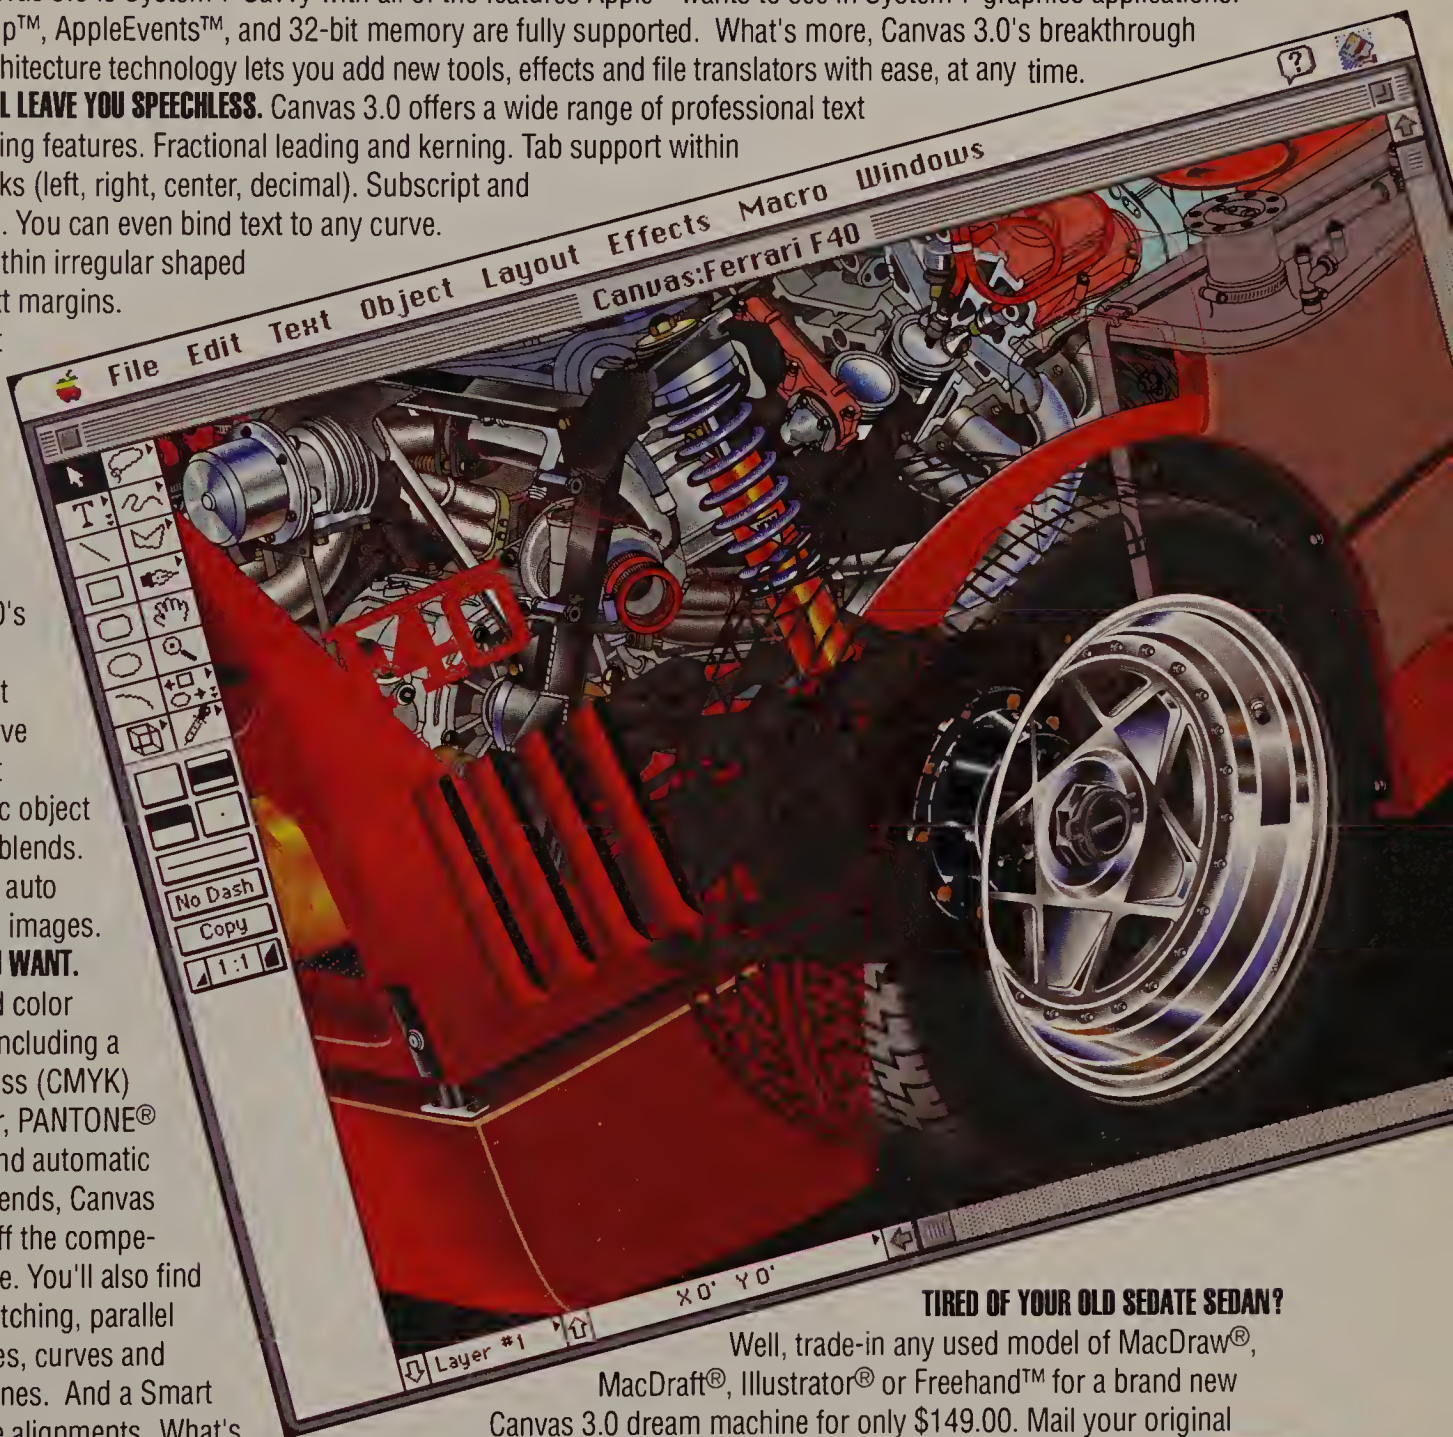 p™, AppleEvents™, and 32-bit memory are fully supported. What's more, Canvas 3.0's breakthrough
hitecture technology lets you add new tools, effects and file translators with ease, at any time.
L LEAVE YOU SPEECHLESS. Canvas 3.0 offers a wide range of professional text
ing features. Fractional leading and kerning. Tab support within
ks (left, right, center, decimal). Subscript and
. You can even bind text to any curve.
thin irregular shaped
t margins.
File Edit Text Object Layout Effects Macro Windows
Canvas:Ferrari F40
T
0's
t
ve
c object
blends.
auto
images.
WANT.
d color
ncluding a
ss (CMYK)
r, PANTONE®
nd automatic
ends, Canvas
ff the compe-
e. You'll also find
tching, parallel
es, curves and
nes. And a Smart
e alignments. What's
No Dash
Copy
1:1
40
Layer #1
X 0' Y 0'
TIRED OF YOUR OLD SEDATE SEDAN?
Well, trade-in any used model of MacDraw®,
MacDraft®, Illustrator® or Freehand™ for a brand new
Canvas 3.0 dream machine for only $149.00. Mail your original